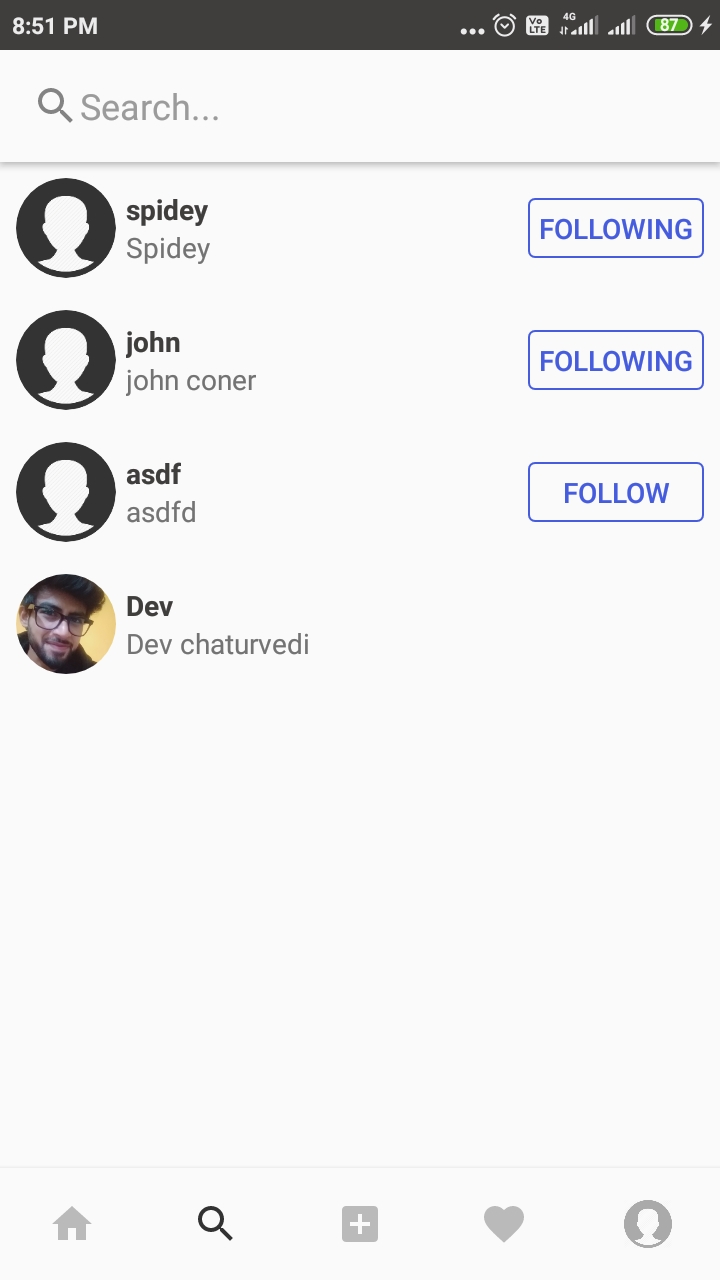 8:51 PM
Vo LTE 4G 87
Search...
spidey
Spidey
FOLLOWING
john
john coner
FOLLOWING
asdf
asdfd
FOLLOW
Dev
Dev chaturvedi